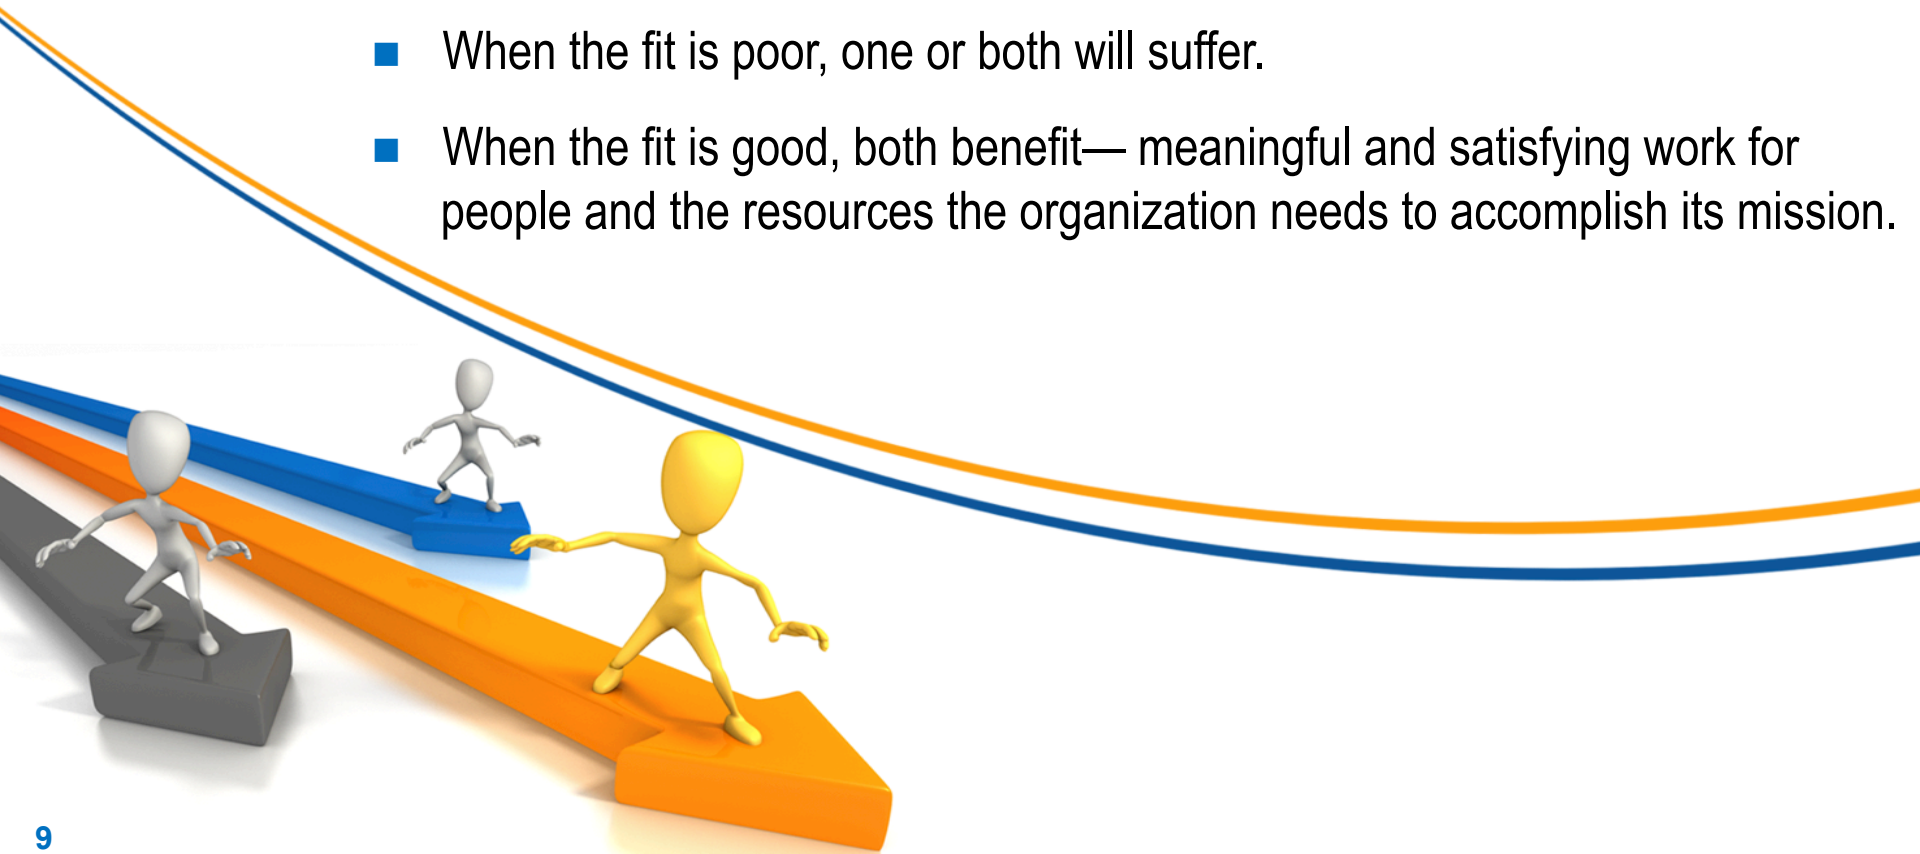 ■ When the fit is poor, one or both will suffer.
■ When the fit is good, both benefit— meaningful and satisfying work for
people and the resources the organization needs to accomplish its mission.
9